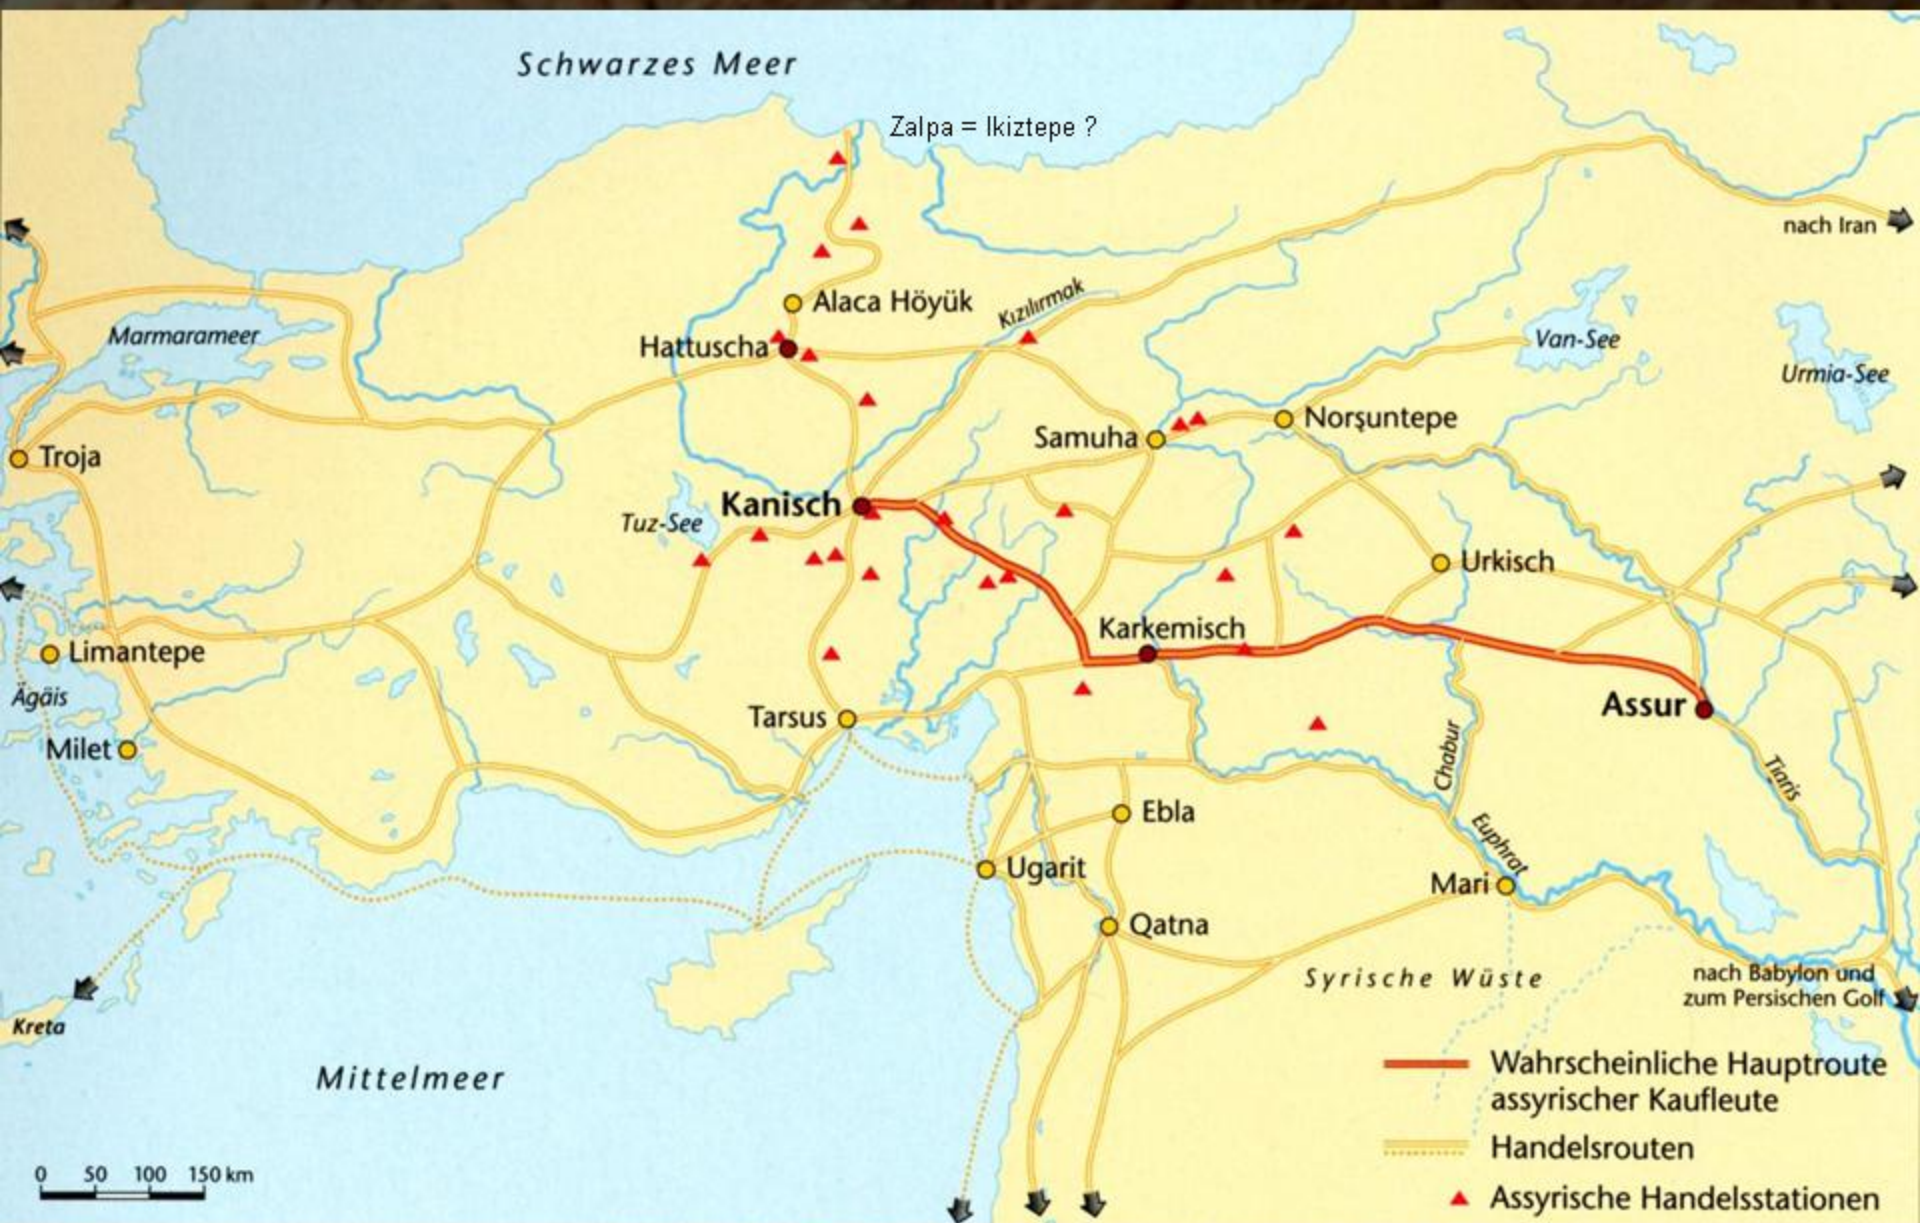 Schwarzes Meer
Zalpa = Ikiztepe ?
nach Iran
Alaca Höyük
Kızılırmak
Marmarameer
Hattuscha
Van-See
Urmia-See
Samuha
Norşuntepe
Troja
Kanisch
Tuz-See
Urkisch
Karkemisch
Limantepe
Ägäis
Assur
Tarsus
Milet
Chabur
Tigris
Ebla
Euphrat
Ugarit
Mari
Qatna
Syrische Wüste
nach Babylon und
zum Persischen Golf
Kreta
Mittelmeer
Wahrscheinliche Hauptroute
assyrischer Kaufleute
Handelsrouten
0 50 100 150 km
Assyrische Handelsstationen